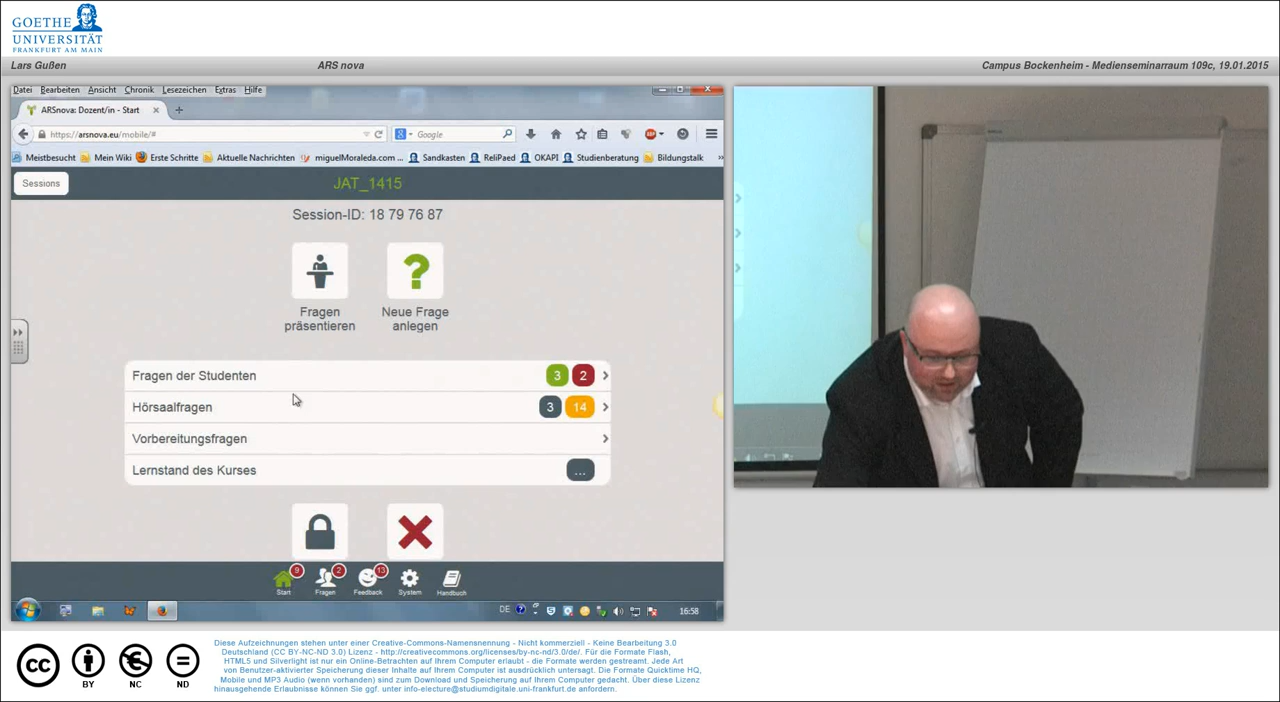 GOETHE
UNIVERSITÄT
FRANKFURT AM MAIN
Lars Gußen
ARS nova
Campus Bockenheim - Medienseminarraum 109c, 19.01.2015
Datei Bearbeiten Ansicht Chronik Lesezeichen Extras Hilfe
ARSnova: Dozent/in - Start
https://arsnova.eu/mobile/#
Google
Meistbesucht Mein Wiki Erste Schritte Aktuelle Nachrichten miguelMoraleda.com ... Sandkasten ReliPaed OKAPI Studienberatung Bildungstalk
Sessions
JAT_1415
Session-ID: 18 79 76 87
Fragen präsentieren
Neue Frage anlegen
Fragen der Studenten 3 2
Hörsaalfragen 3 14
Vorbereitungsfragen
Lernstand des Kurses ...
9 2 13
Start Fragen Feedback System Handbuch
DE 16:58
cc
BY NC ND
Diese Aufzeichnungen stehen unter einer Creative-Commons-Namensnennung - Nicht kommerziell - Keine Bearbeitung 3.0
Deutschland (CC BY-NC-ND 3.0) Lizenz - http://creativecommons.org/licenses/by-nc-nd/3.0/de/. Für die Formate Flash,
HTML5 und Silverlight ist nur ein Online-Betrachten auf Ihrem Computer erlaubt - die Formate werden gestreamt. Jede Art
von Benutzer-aktivierter Speicherung dieser Inhalte auf Ihrem Computer ist ausdrücklich untersagt. Die Formate Quicktime HQ,
Mobile und MP3 Audio (wenn vorhanden) sind zum Download und Speicherung auf Ihrem Computer gedacht. Über diese Lizenz
hinausgehende Erlaubnisse können Sie ggf. unter info-electure@studiumdigitale.uni-frankfurt.de anfordern.